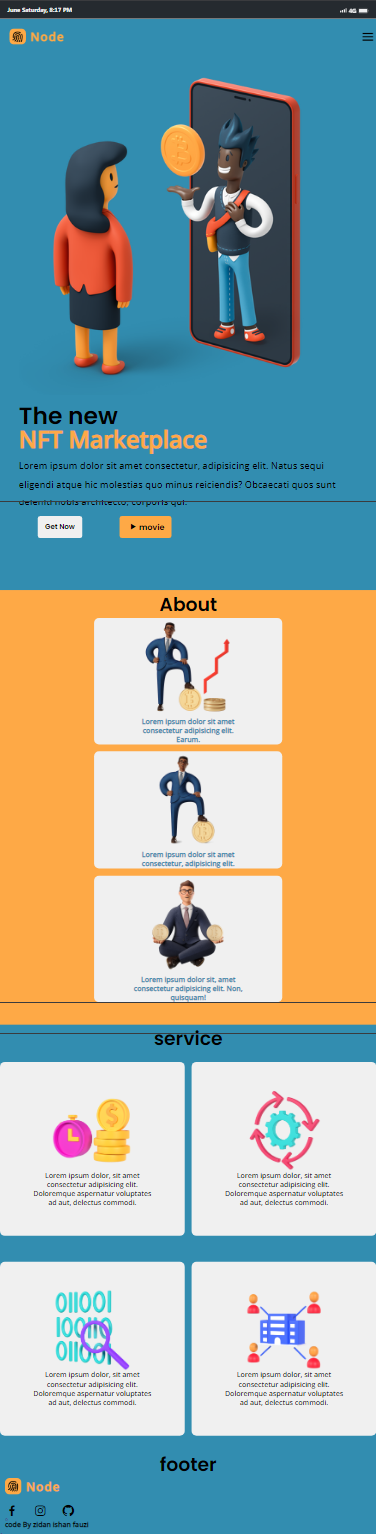 June Saturday, 8:17 PM
4G
Node
The new
NFT Marketplace
Lorem ipsum dolor sit amet consectetur, adipisicing elit. Natus sequi
eligendi atque hic molestias quo minus reiciendis? Obcaecati quos sunt
deleniti nobis architecto, corporis qui.
Get Now
movie
About
Lorem ipsum dolor sit amet
consectetur adipisicing elit.
Earum.
Lorem ipsum dolor sit amet
consectetur, adipisicing elit.
Lorem ipsum dolor sit, amet
consectetur adipisicing elit. Non,
quisquam!
service
Lorem ipsum dolor, sit amet
consectetur adipisicing elit.
Doloremque aspernatur voluptates
ad aut, delectus commodi.
Lorem ipsum dolor, sit amet
consectetur adipisicing elit.
Doloremque aspernatur voluptates
ad aut, delectus commodi.
011001
Lorem ipsum dolor, sit amet
consectetur adipisicing elit.
Doloremque aspernatur voluptates
ad aut, delectus commodi.
Lorem ipsum dolor, sit amet
consectetur adipisicing elit.
Doloremque aspernatur voluptates
ad aut, delectus commodi.
footer
Node
code By zidan ishan fauzi